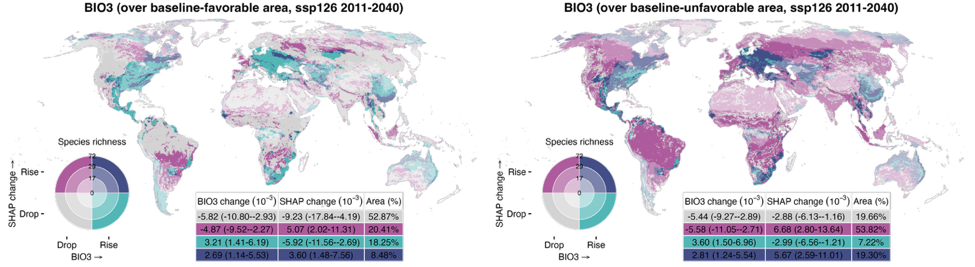 BIO3 (over baseline-favorable area, ssp126 2011-2040)
Species richness
SHAP change →
Rise
Drop
73
29
17
0
Drop
Rise
BIO3 →
BIO3 change (10⁻³) SHAP change (10⁻³) Area (%)
-5.82 (-10.80--2.93) -9.23 (-17.84--4.19) 52.87%
-4.87 (-9.52--2.27) 5.07 (2.02-11.31) 20.41%
3.21 (1.41-6.19) -5.92 (-11.56--2.69) 18.25%
2.69 (1.14-5.53) 3.60 (1.48-7.56) 8.48%
BIO3 (over baseline-unfavorable area, ssp126 2011-2040)
Species richness
SHAP change →
Rise
Drop
29
17
0
Drop
Rise
BIO3 →
BIO3 change (10⁻³) SHAP change (10⁻³) Area (%)
-5.44 (-9.27--2.89) -2.88 (-6.13--1.16) 19.66%
-5.58 (-11.05--2.71) 6.68 (2.80-13.64) 53.82%
3.60 (1.50-6.96) -2.99 (-6.56--1.21) 7.22%
2.81 (1.24-5.54) 5.67 (2.59-11.01) 19.30%